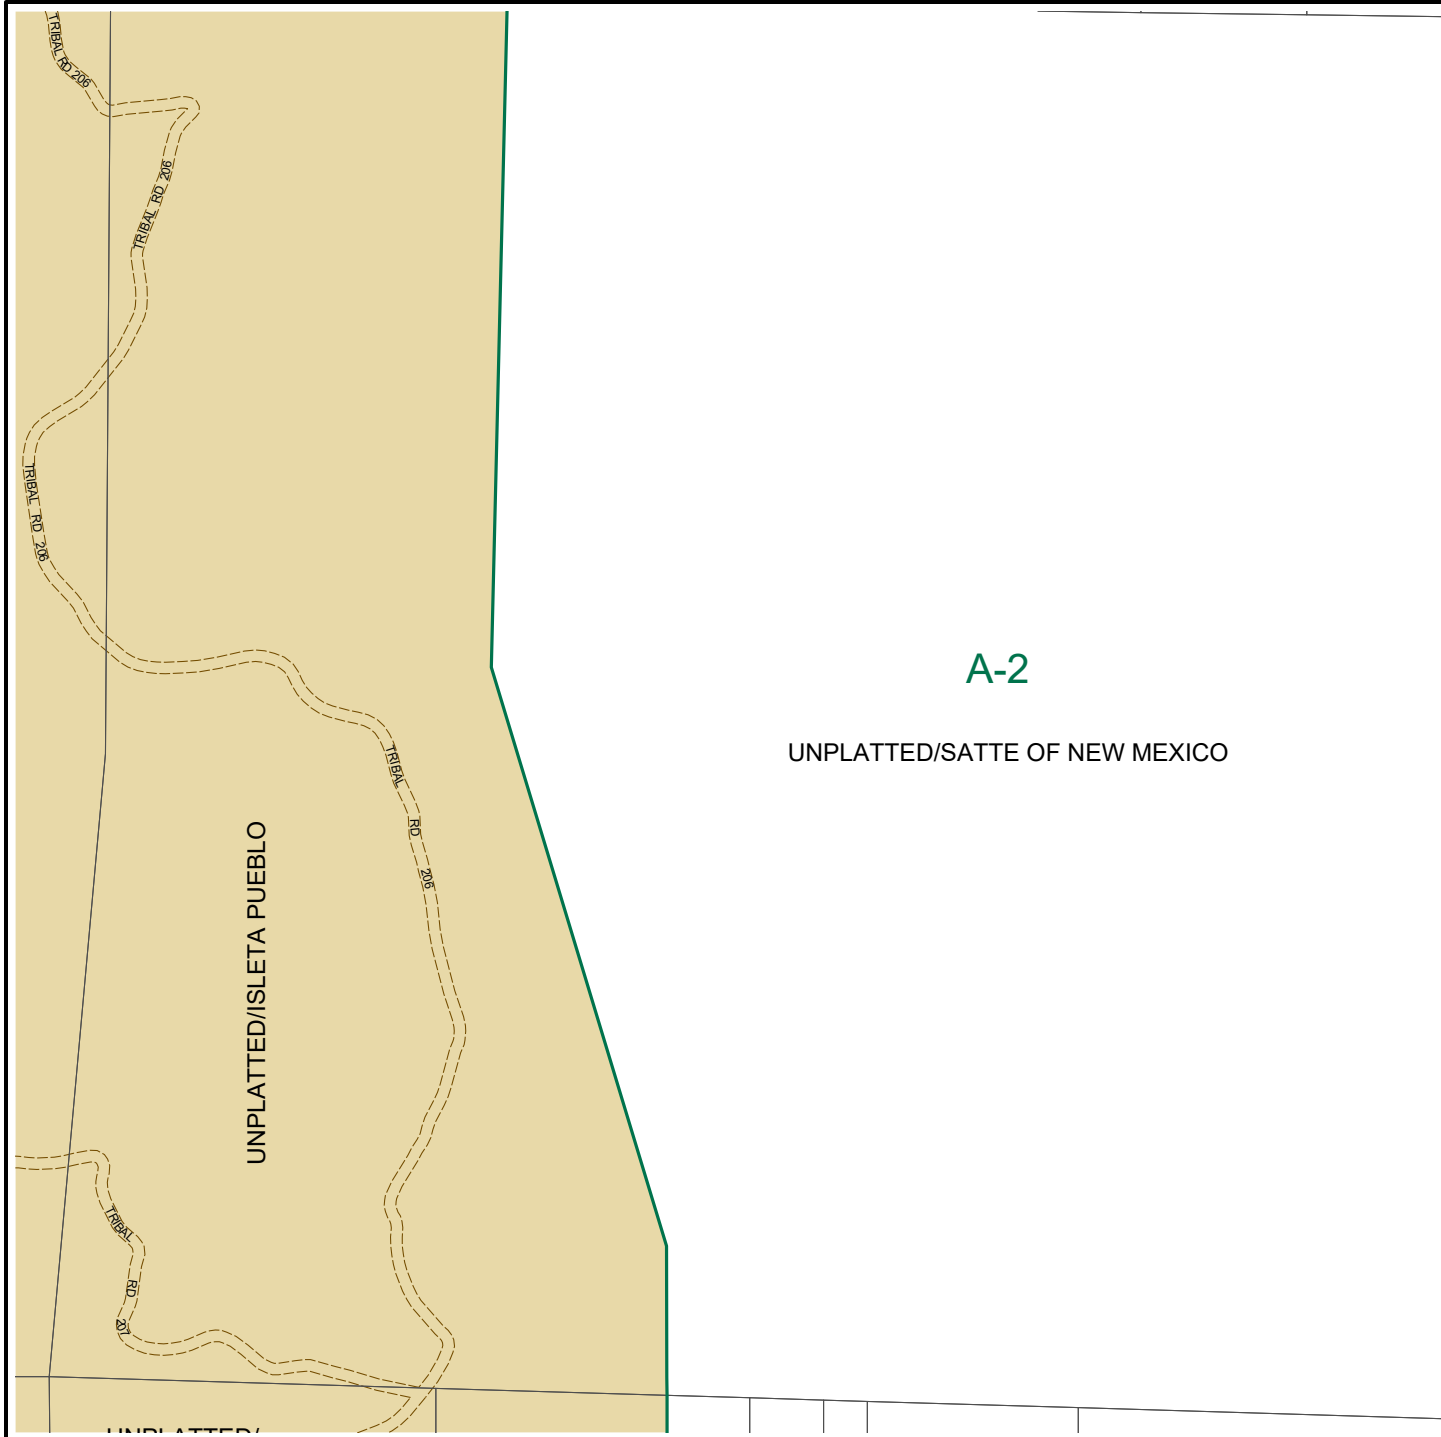 TRIBAL RD 206
TRIBAL RD 206
TRIBAL RD 206
A-2
UNPLATTED/SATTE OF NEW MEXICO
TRIBAL RD 206
UNPLATTED/ISLETA PUEBLO
TRIBAL RD 207
UNPLATTED/